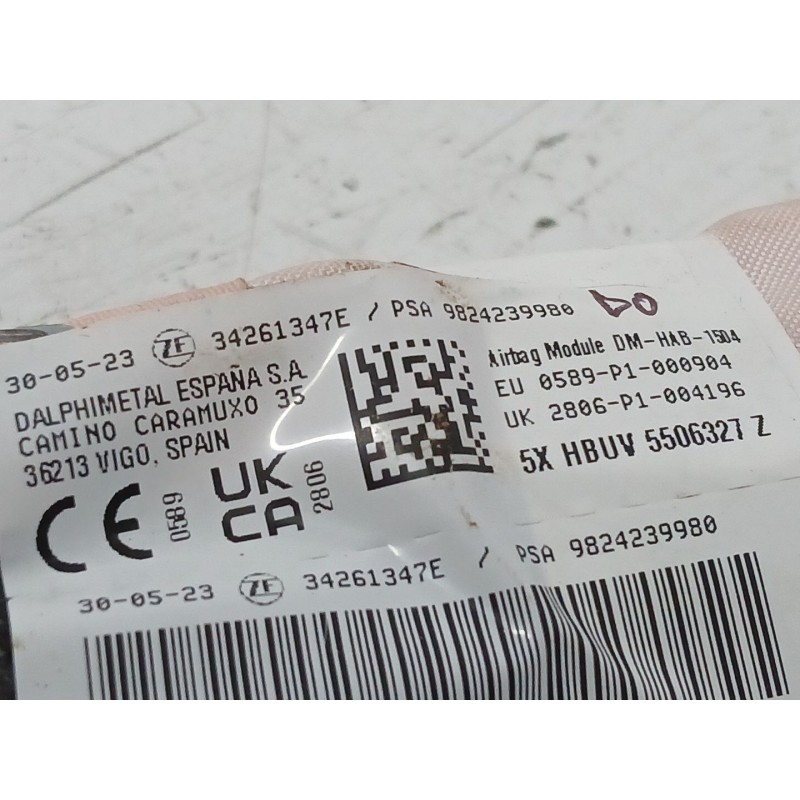 30-05-23 ZF 34261347E / PSA 9824239980 DO
DALPHIMETAL ESPAÑA S.A.
CAMINO CARAMUXO 35
36213 VIGO, SPAIN
CE 0589 UK CA 2806
Airbag Module DM-HAB-1504
EU 0589-P1-000904
UK 2806-P1-004196
5X HBUV 5506327 Z
30-05-23 ZF 34261347E / PSA 9824239980